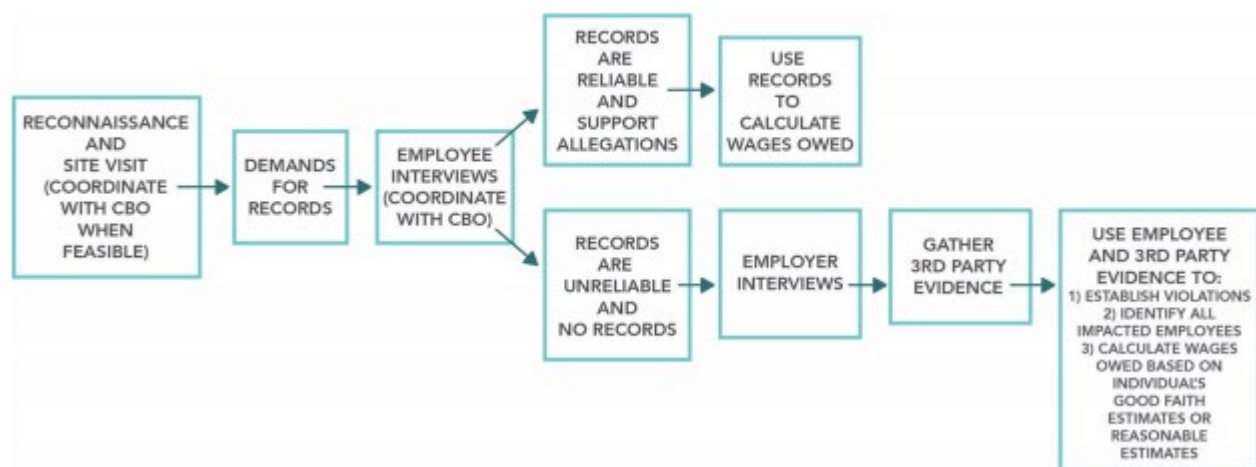 RECONNAISSANCE
AND
SITE VISIT
(COORDINATE
WITH CBO
WHEN
FEASIBLE)
DEMANDS
FOR
RECORDS
EMPLOYEE
INTERVIEWS
(COORDINATE
WITH CBO)
RECORDS
ARE
RELIABLE
AND
SUPPORT
ALLEGATIONS
USE
RECORDS
TO
CALCULATE
WAGES OWED
RECORDS
ARE
UNRELIABLE
AND
NO RECORDS
EMPLOYER
INTERVIEWS
GATHER
3RD PARTY
EVIDENCE
USE EMPLOYEE
AND 3RD PARTY
EVIDENCE TO:
1) ESTABLISH VIOLATIONS
2) IDENTIFY ALL
IMPACTED EMPLOYEES
3) CALCULATE WAGES
OWED BASED ON
INDIVIDUAL'S
GOOD FAITH
ESTIMATES OR
REASONABLE
ESTIMATES